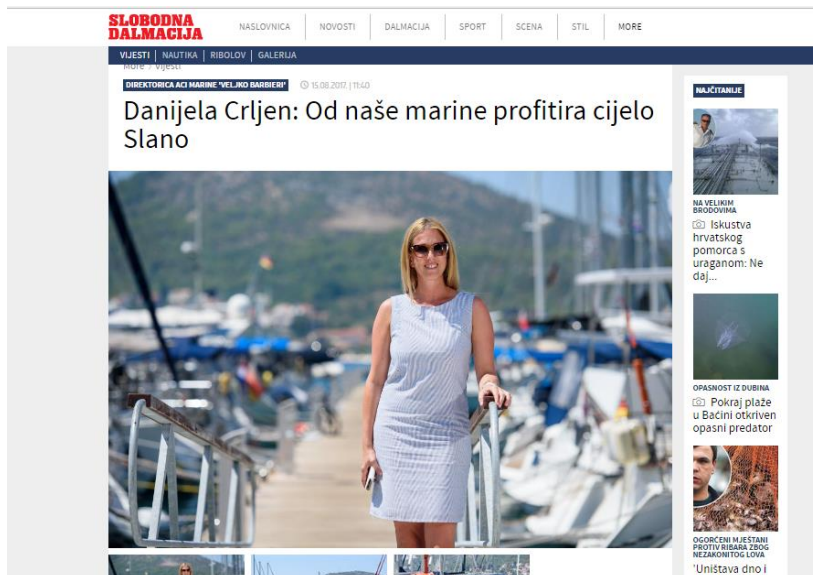 SLOBODNA
DALMACIJA
NASLOVNICA NOVOSTI DALMACIJA SPORT SCENA STIL MORE
VIJESTI NAUTIKA RIBOLOV GALERIJA
More / Vijesti
DIREKTORICA ACI MARINE 'VELJKO BARBIERI' 15.08.2017. | 11:40
Danijela Crljen: Od naše marine profitira cijelo
Slano
NAJČITANIJE
NA VELIKIM
BRODOVIMA
Iskustva
hrvatskog
pomorca s
uraganom: Ne
daj...
OPASNOST IZ DUBINA
Pokraj plaže
u Baćini otkriven
opasni predator
OGORČENI MJEŠTANI
PROTIV RIBARA ZBOG
NEZAKONITOG LOVA
'Uništava dno i